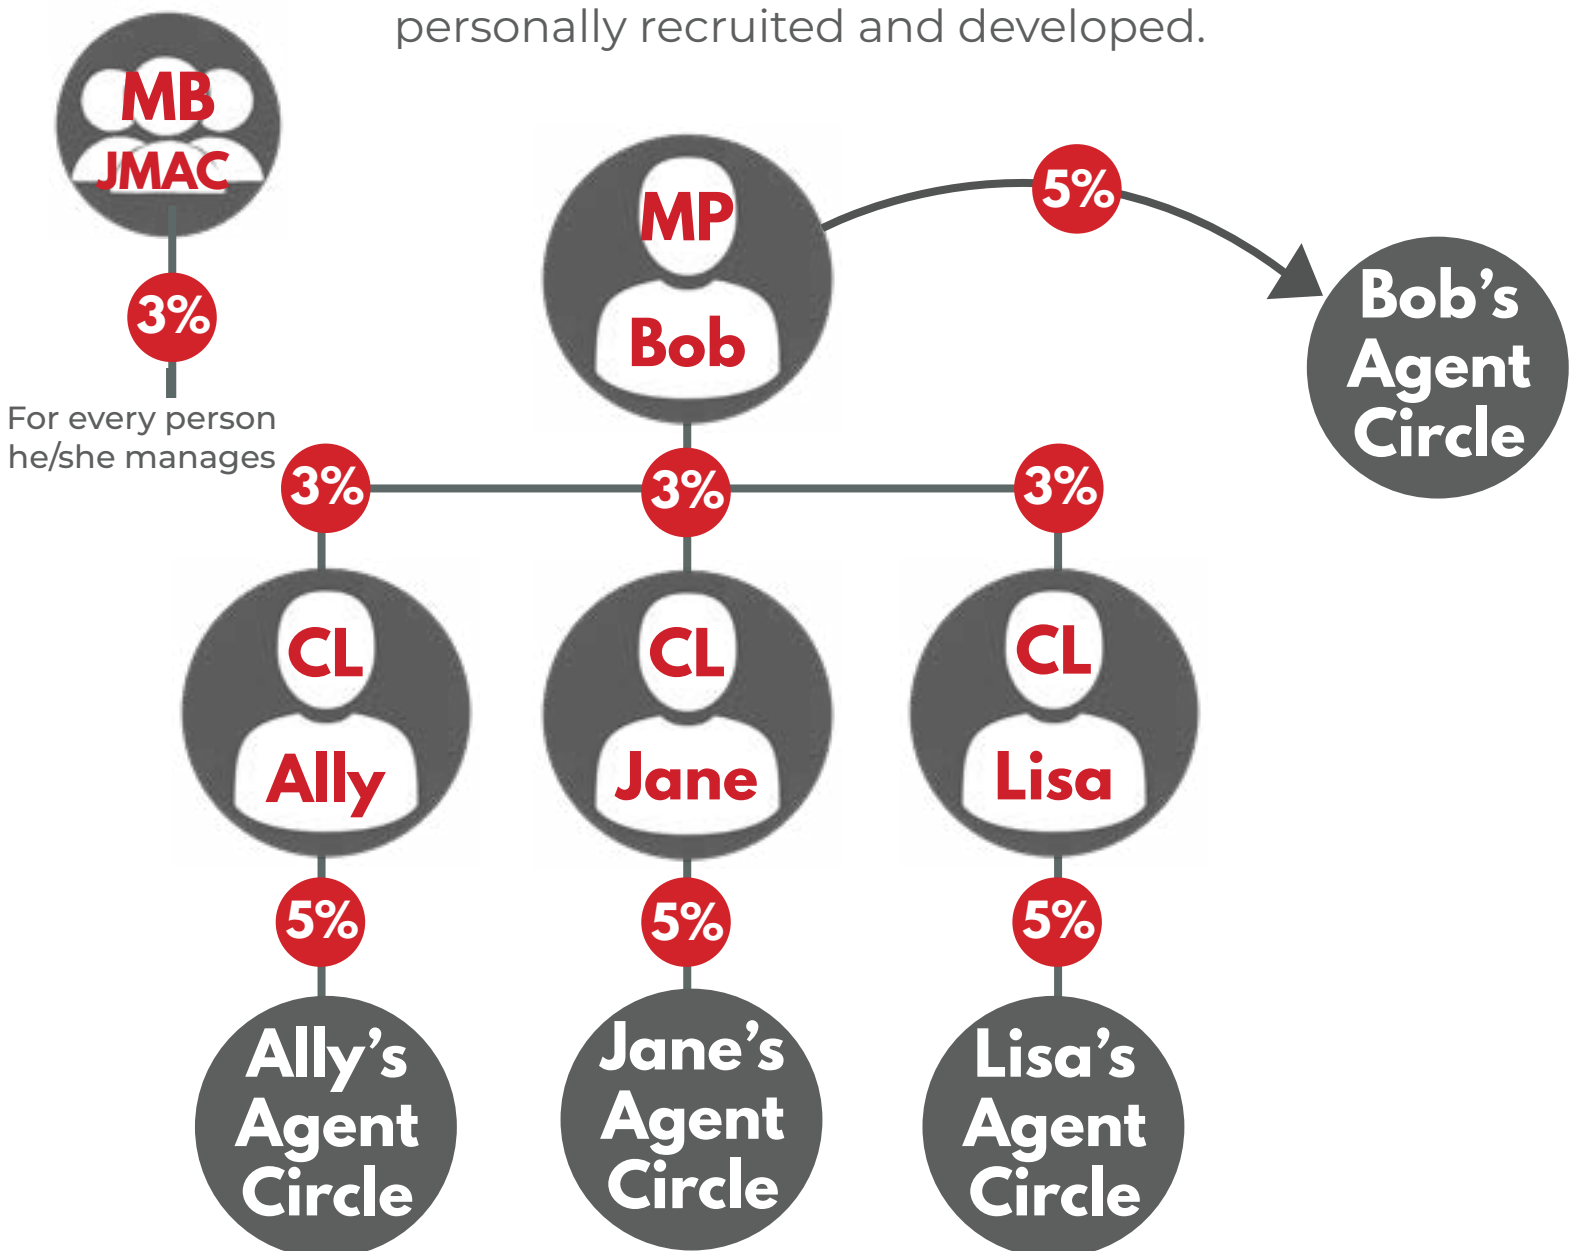 personally recruited and developed.
MB
JMAC
3%
For every person
he/she manages
MP
Bob
5%
Bob’s
Agent
Circle
3%
3%
3%
CL
Ally
CL
Jane
CL
Lisa
5%
5%
5%
Ally’s
Agent
Circle
Jane’s
Agent
Circle
Lisa’s
Agent
Circle